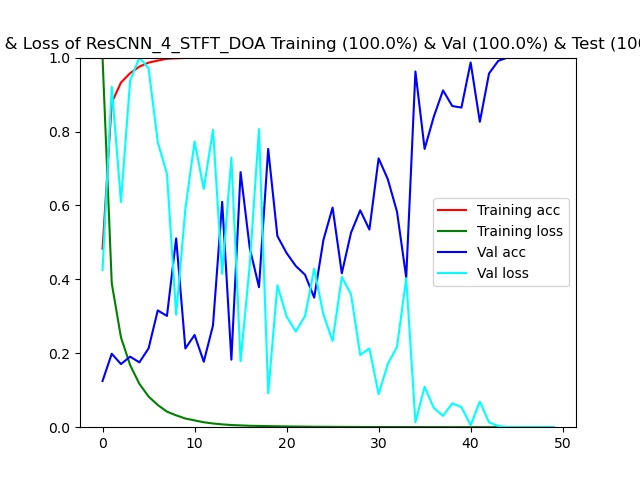 & Loss of ResCNN_4_STFT_DOA Training (100.0%) & Val (100.0%) & Test (100
1.0
0.8
0.6
0.4
0.2
0.0
Training acc
Training loss
Val acc
Val loss
0 10 20 30 40 50